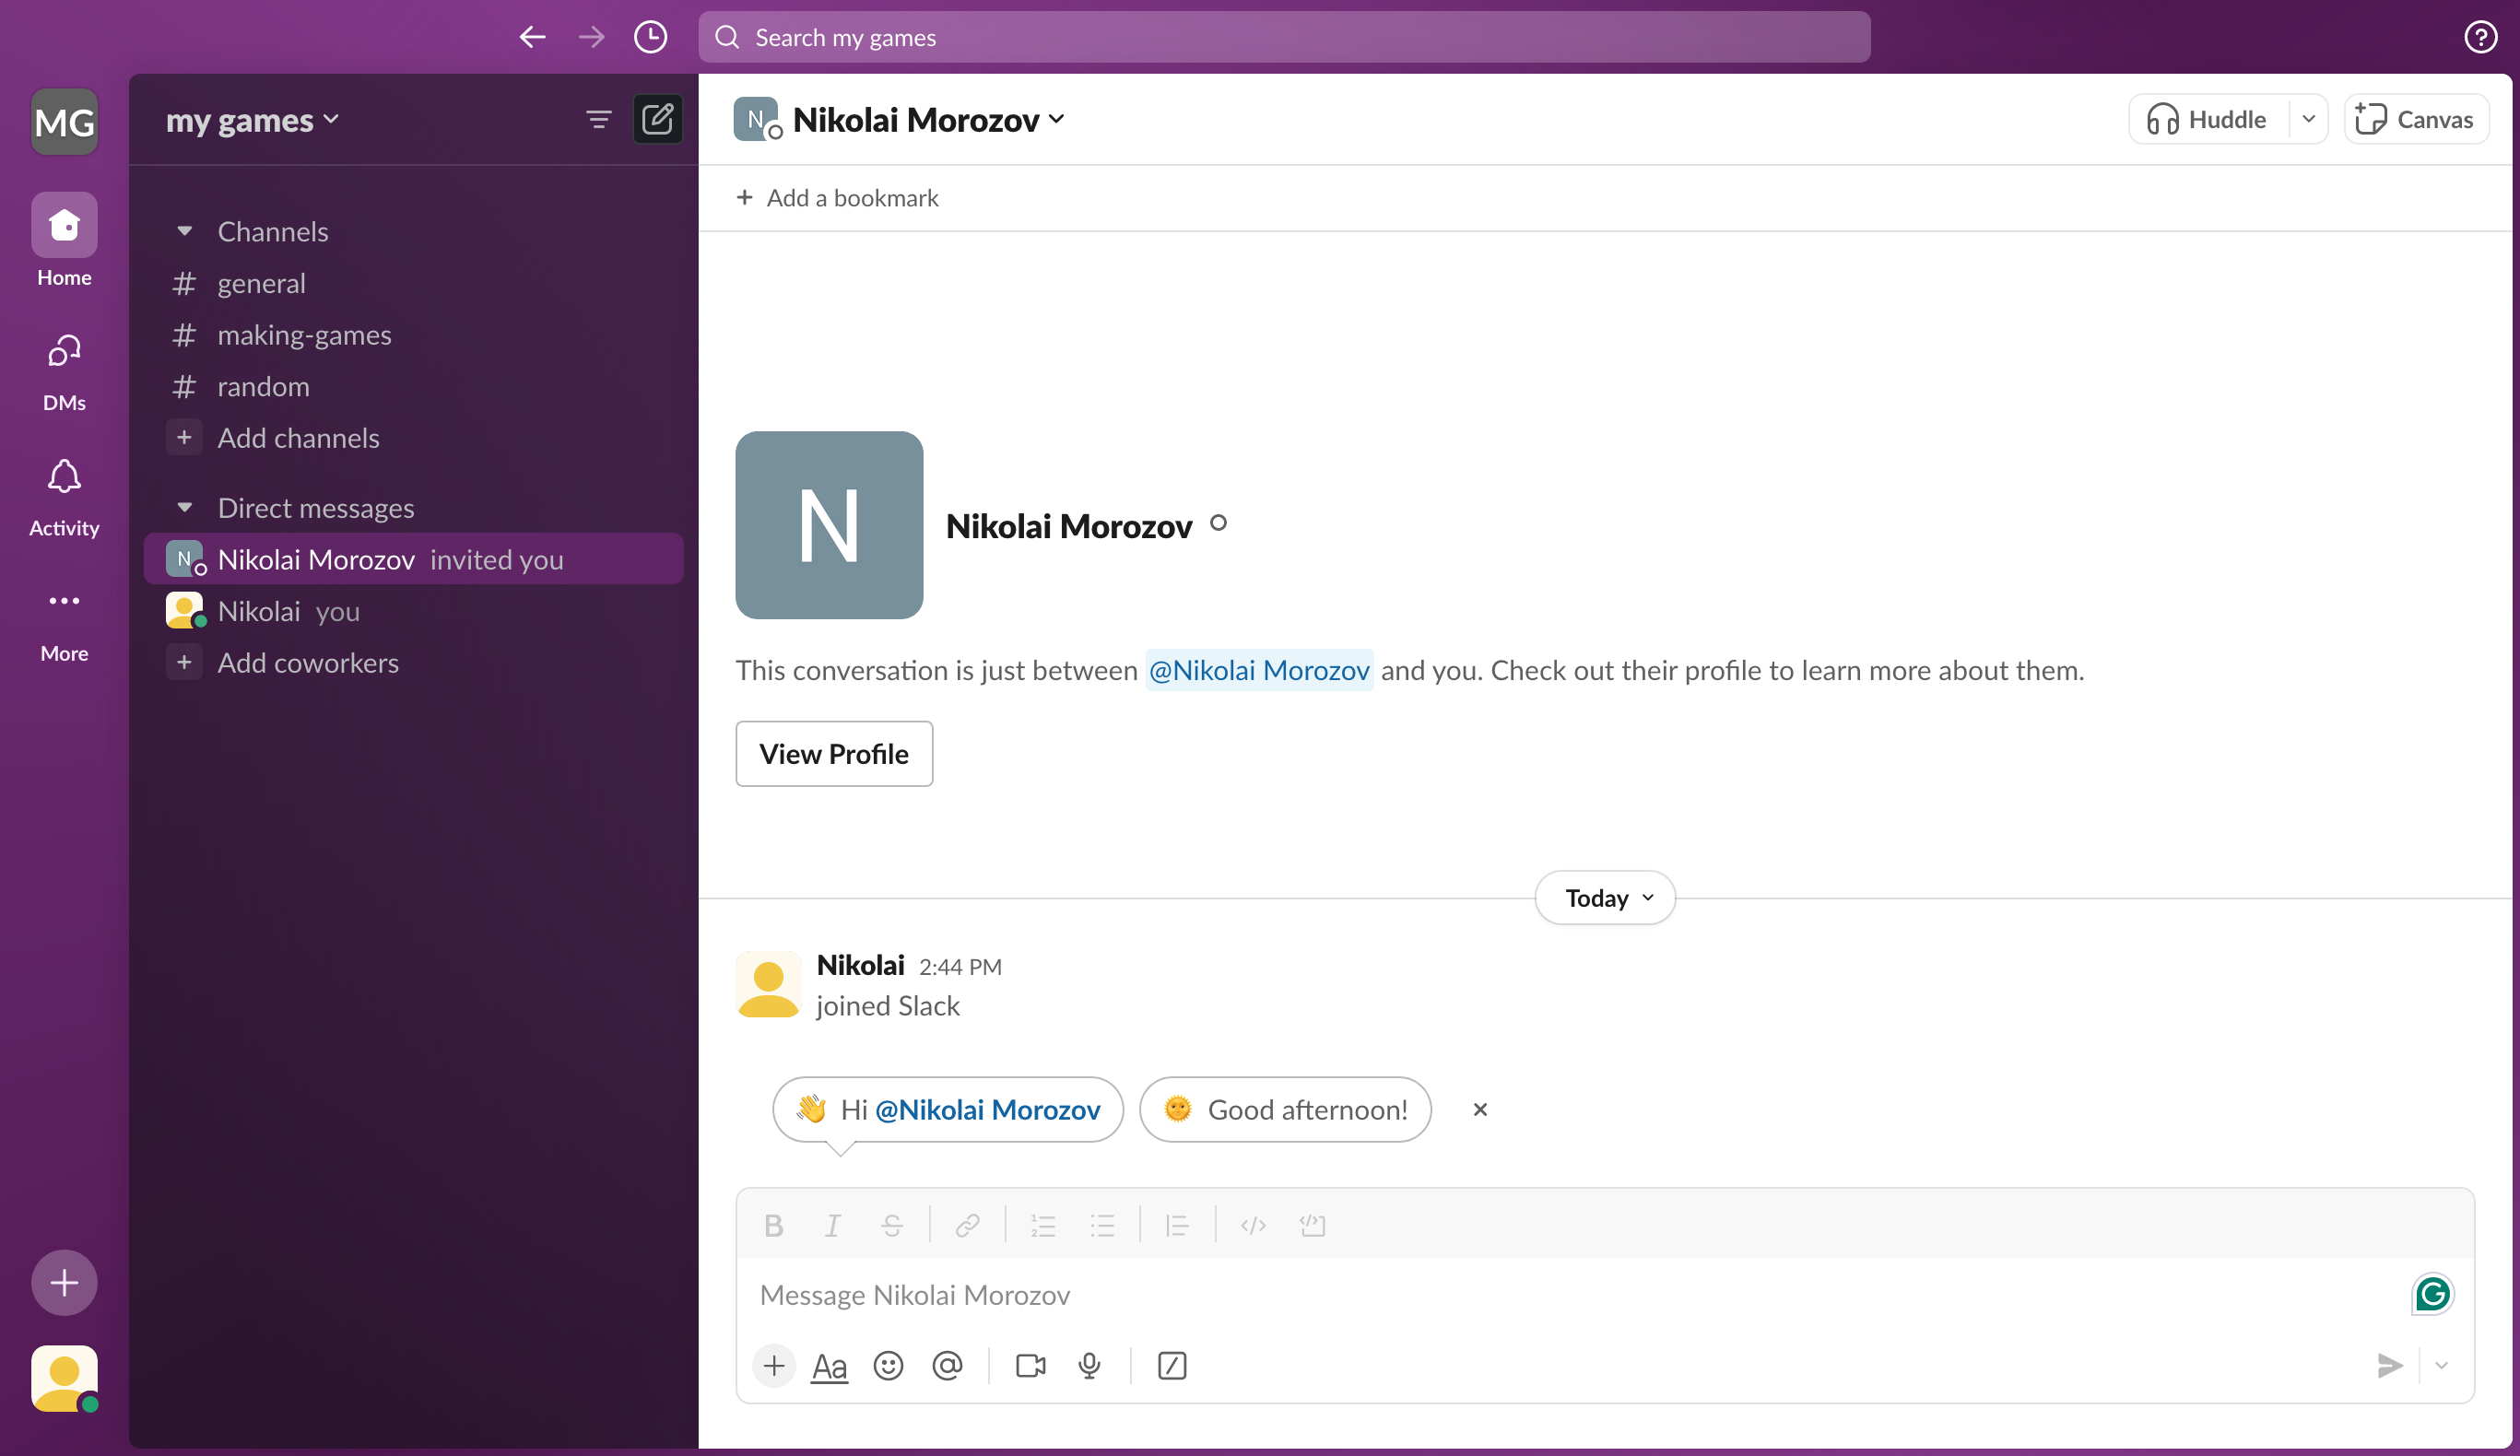 Search my games
MG
Home
DMs
Activity
More
my games
Channels
general
making-games
random
Add channels
Direct messages
N Nikolai Morozov invited you
Nikolai you
Add coworkers
N Nikolai Morozov
Huddle
Canvas
Add a bookmark
N
Nikolai Morozov
This conversation is just between @Nikolai Morozov and you. Check out their profile to learn more about them.
View Profile
Today
Nikolai 2:44 PM
joined Slack
👋 Hi @Nikolai Morozov
🌞 Good afternoon!
B I S
Message Nikolai Morozov
Aa